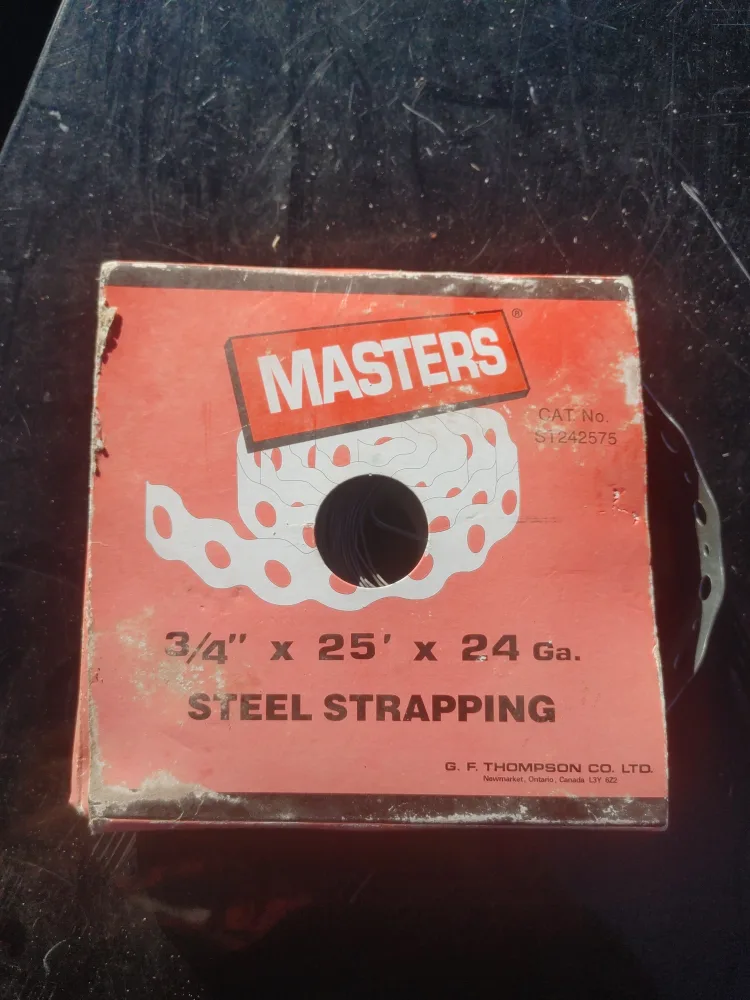 MASTERS ®
CAT No.
ST242575
3/4" x 25' x 24 Ga.
STEEL STRAPPING
G. F. THOMPSON CO. LTD.
Newmarket, Ontario, Canada L3Y 6Z2